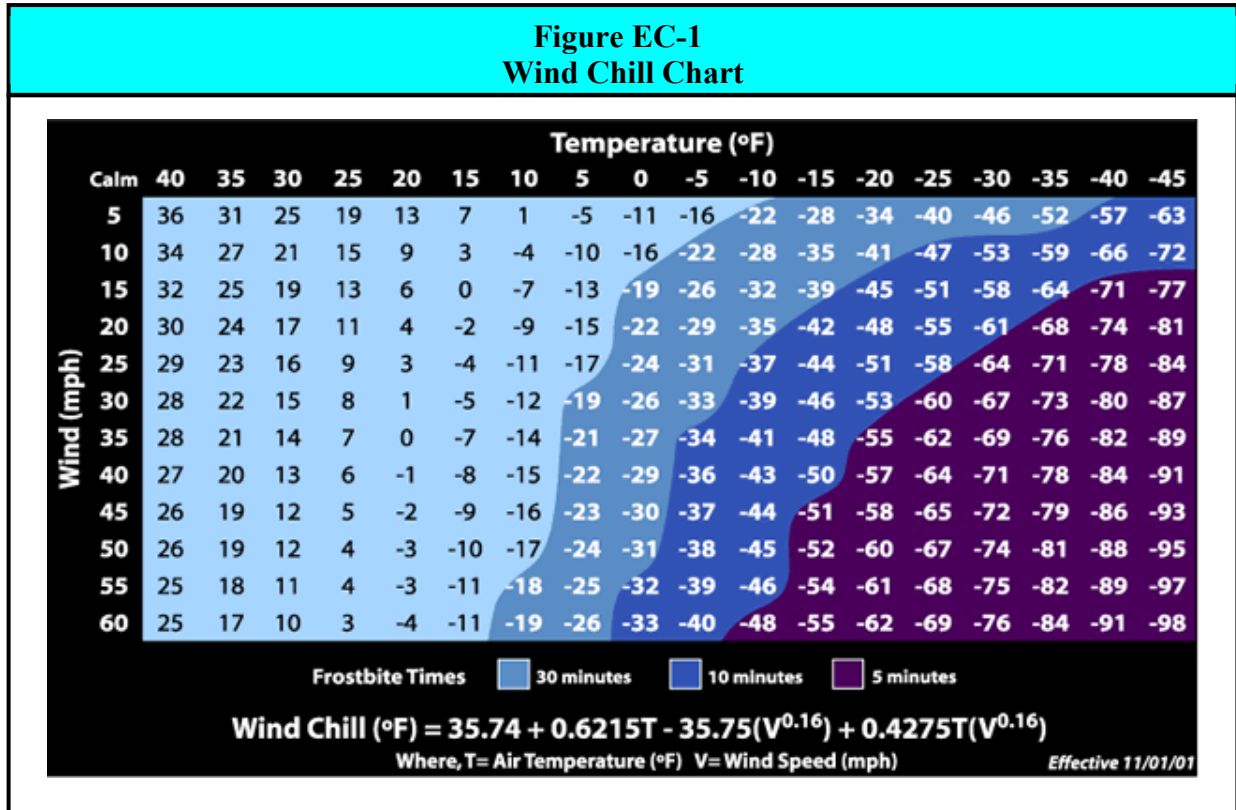 Figure EC-1
Wind Chill Chart
Temperature (ºF)
Calm 40 35 30 25 20 15 10 5 0 -5 -10 -15 -20 -25 -30 -35 -40 -45
Wind (mph)
5 36 31 25 19 13 7 1 -5 -11 -16 -22 -28 -34 -40 -46 -52 -57 -63
10 34 27 21 15 9 3 -4 -10 -16 -22 -28 -35 -41 -47 -53 -59 -66 -72
15 32 25 19 13 6 0 -7 -13 -19 -26 -32 -39 -45 -51 -58 -64 -71 -77
20 30 24 17 11 4 -2 -9 -15 -22 -29 -35 -42 -48 -55 -61 -68 -74 -81
25 29 23 16 9 3 -4 -11 -17 -24 -31 -37 -44 -51 -58 -64 -71 -78 -84
30 28 22 15 8 1 -5 -12 -19 -26 -33 -39 -46 -53 -60 -67 -73 -80 -87
35 28 21 14 7 0 -7 -14 -21 -27 -34 -41 -48 -55 -62 -69 -76 -82 -89
40 27 20 13 6 -1 -8 -15 -22 -29 -36 -43 -50 -57 -64 -71 -78 -84 -91
45 26 19 12 5 -2 -9 -16 -23 -30 -37 -44 -51 -58 -65 -72 -79 -86 -93
50 26 19 12 4 -3 -10 -17 -24 -31 -38 -45 -52 -60 -67 -74 -81 -88 -95
55 25 18 11 4 -3 -11 -18 -25 -32 -39 -46 -54 -61 -68 -75 -82 -89 -97
60 25 17 10 3 -4 -11 -19 -26 -33 -40 -48 -55 -62 -69 -76 -84 -91 -98
Frostbite Times 30 minutes 10 minutes 5 minutes
Wind Chill (ºF) = 35.74 + 0.6215T - 35.75(V^0.16) + 0.4275T(V^0.16)
Where, T= Air Temperature (ºF) V= Wind Speed (mph) Effective 11/01/01